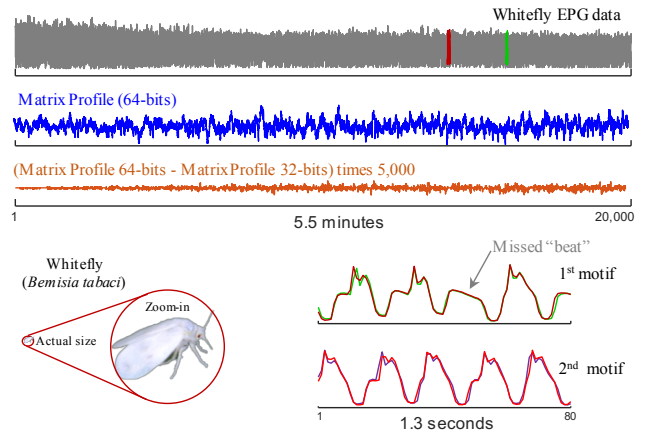 Whitefly EPG data
Matrix Profile (64-bits)
(Matrix Profile 64-bits - Matrix Profile 32-bits) times 5,000
1
5.5 minutes
20,000
Whitefly
(Bemisia tabaci)
Zoom-in
Actual size
Missed “beat”
1st motif
2nd motif
1
1.3 seconds
80